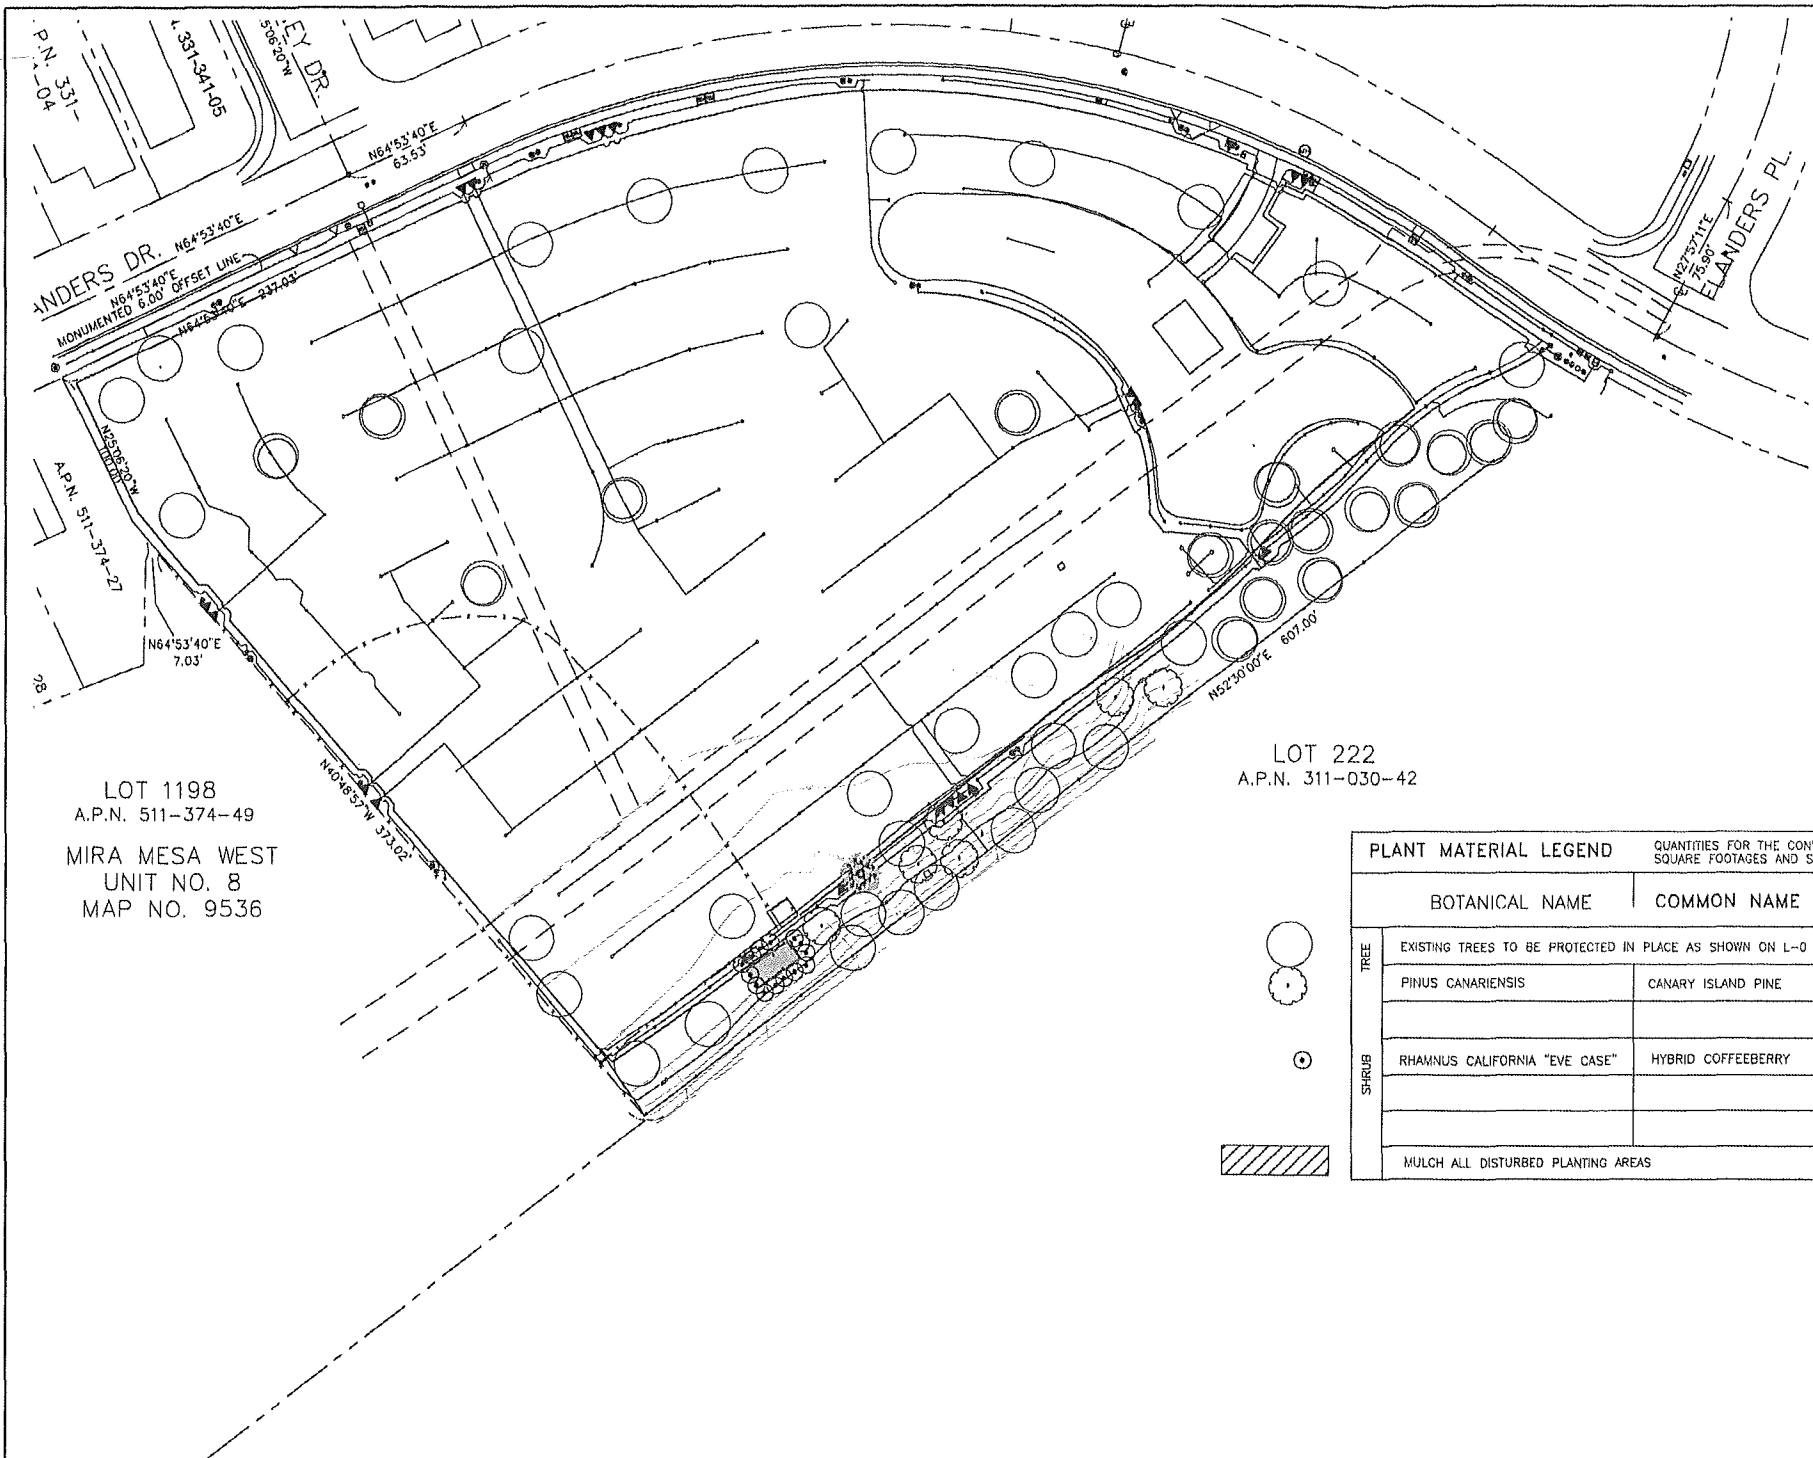 P.N. 331-
-04
331-341-05
EY DR.
5°06'20"W
N64°53'40"E
63.53'
ANDERS DR.
N64°53'40"E
N64°53'40"E
MONUMENTED 6.00' OFFSET LINE
N64°53'40"E 237.03'
N27°57'11"E
75.90'
FLANDERS PL.
N25°06'20"W
A.P.N. 511-374-27
N64°53'40"E
7.03'
28
N52°30'00"E 607.00'
N40°48'57"W 373.02'
LOT 1198
A.P.N. 511-374-49
MIRA MESA WEST
UNIT NO. 8
MAP NO. 9536
LOT 222
A.P.N. 311-030-42
PLANT MATERIAL LEGEND
QUANTITIES FOR THE CON
SQUARE FOOTAGES AND S
BOTANICAL NAME
COMMON NAME
TREE
EXISTING TREES TO BE PROTECTED IN PLACE AS SHOWN ON L-0
PINUS CANARIENSIS
CANARY ISLAND PINE
SHRUB
RHAMNUS CALIFORNIA "EVE CASE"
HYBRID COFFEEBERRY
MULCH ALL DISTURBED PLANTING AREAS